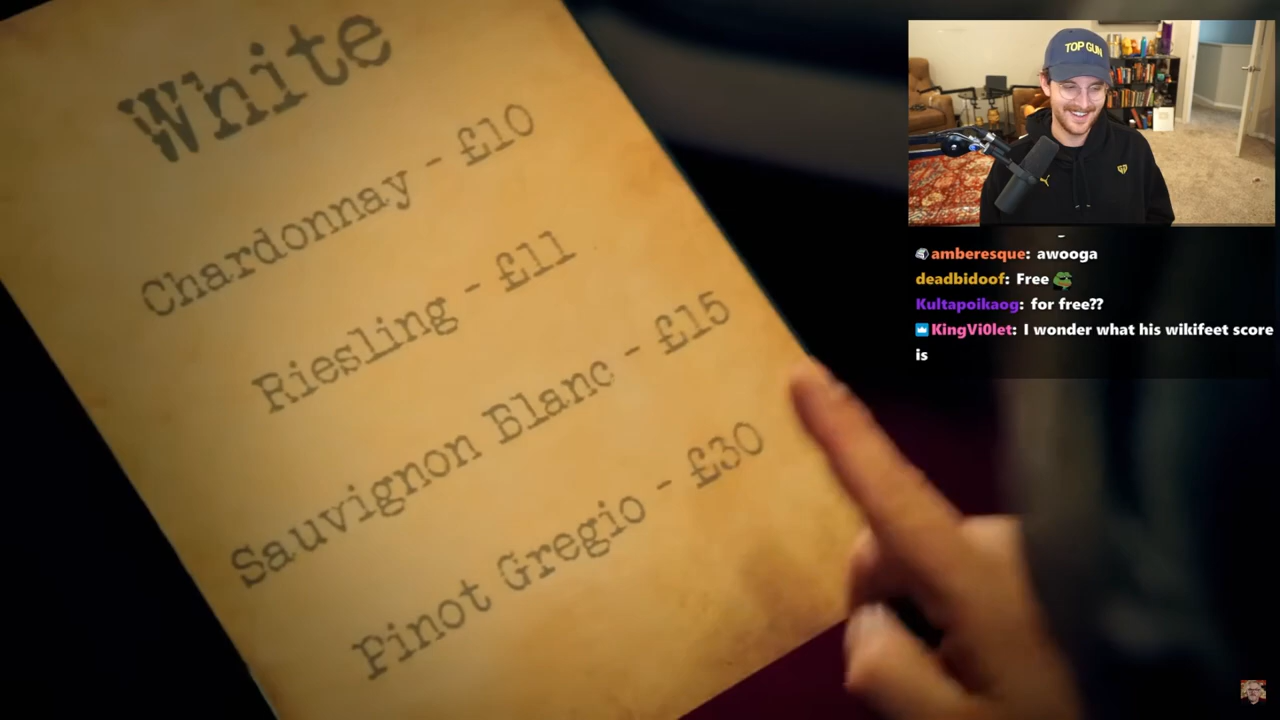 White
Chardonnay - £10
Riesling - £11
Sauvignon Blanc - £15
Pinot Gregio - £30
TOP GUN
amberesque: awooga
deadbidoof: Free
Kultapoikaog: for free??
KingVi0let: I wonder what his wikifeet score
is